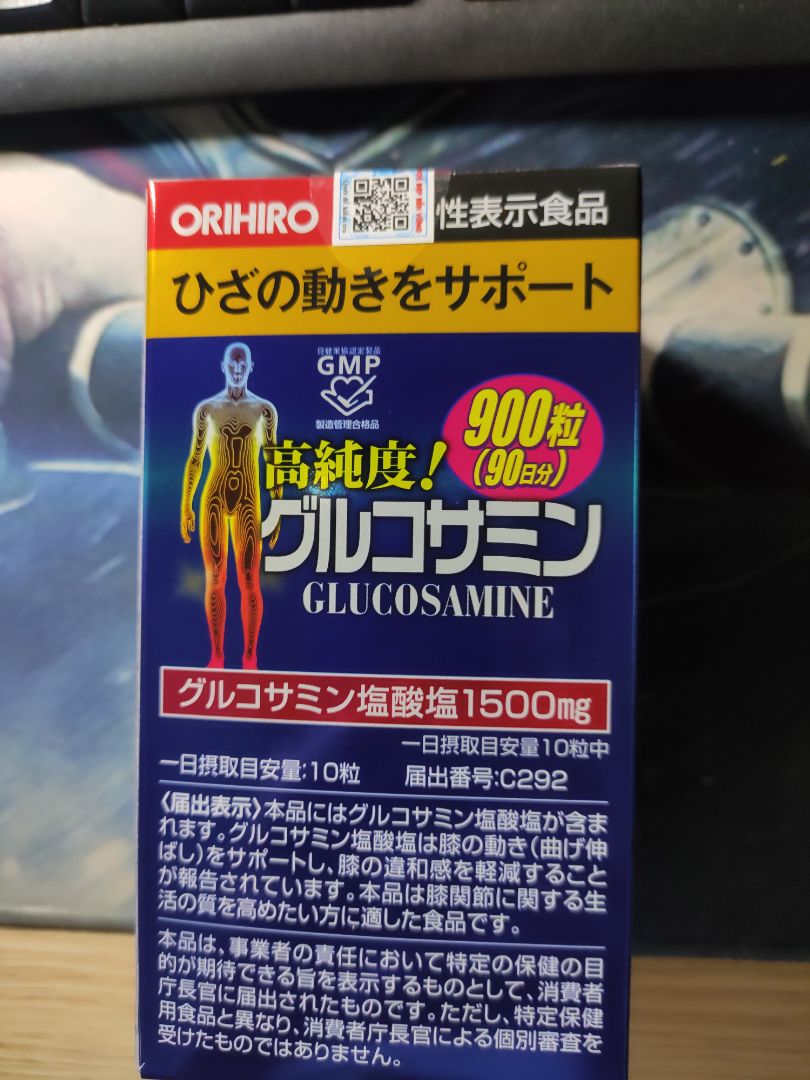 ORIHIRO
性表示食品
ひざの動きをサポート
GMP
製造管理合格品
900粒
(90日分)
高純度!
グルコサミン
GLUCOSAMINE
グルコサミン塩酸塩1500mg
一日摂取目安量10粒中
一日摂取目安量:10粒 届出番号:C292
〈届出表示〉本品にはグルコサミン塩酸塩が含ま
れます。グルコサミン塩酸塩は膝の動き(曲げ伸
ばし)をサポートし、膝の違和感を軽減すること
が報告されています。本品は膝関節に関する生
活の質を高めたい方に適した食品です。
本品は、事業者の責任において特定の保健の目
的が期待できる旨を表示するものとして、消費者
庁長官に届出されたものです。ただし、特定保健
用食品と異なり、消費者庁長官による個別審査を
受けたものではありません。